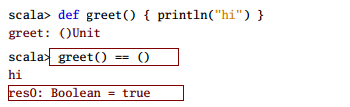 scala> def greet() { println("hi") }
greet: ()Unit
scala> greet() == ()
hi
res0: Boolean = true